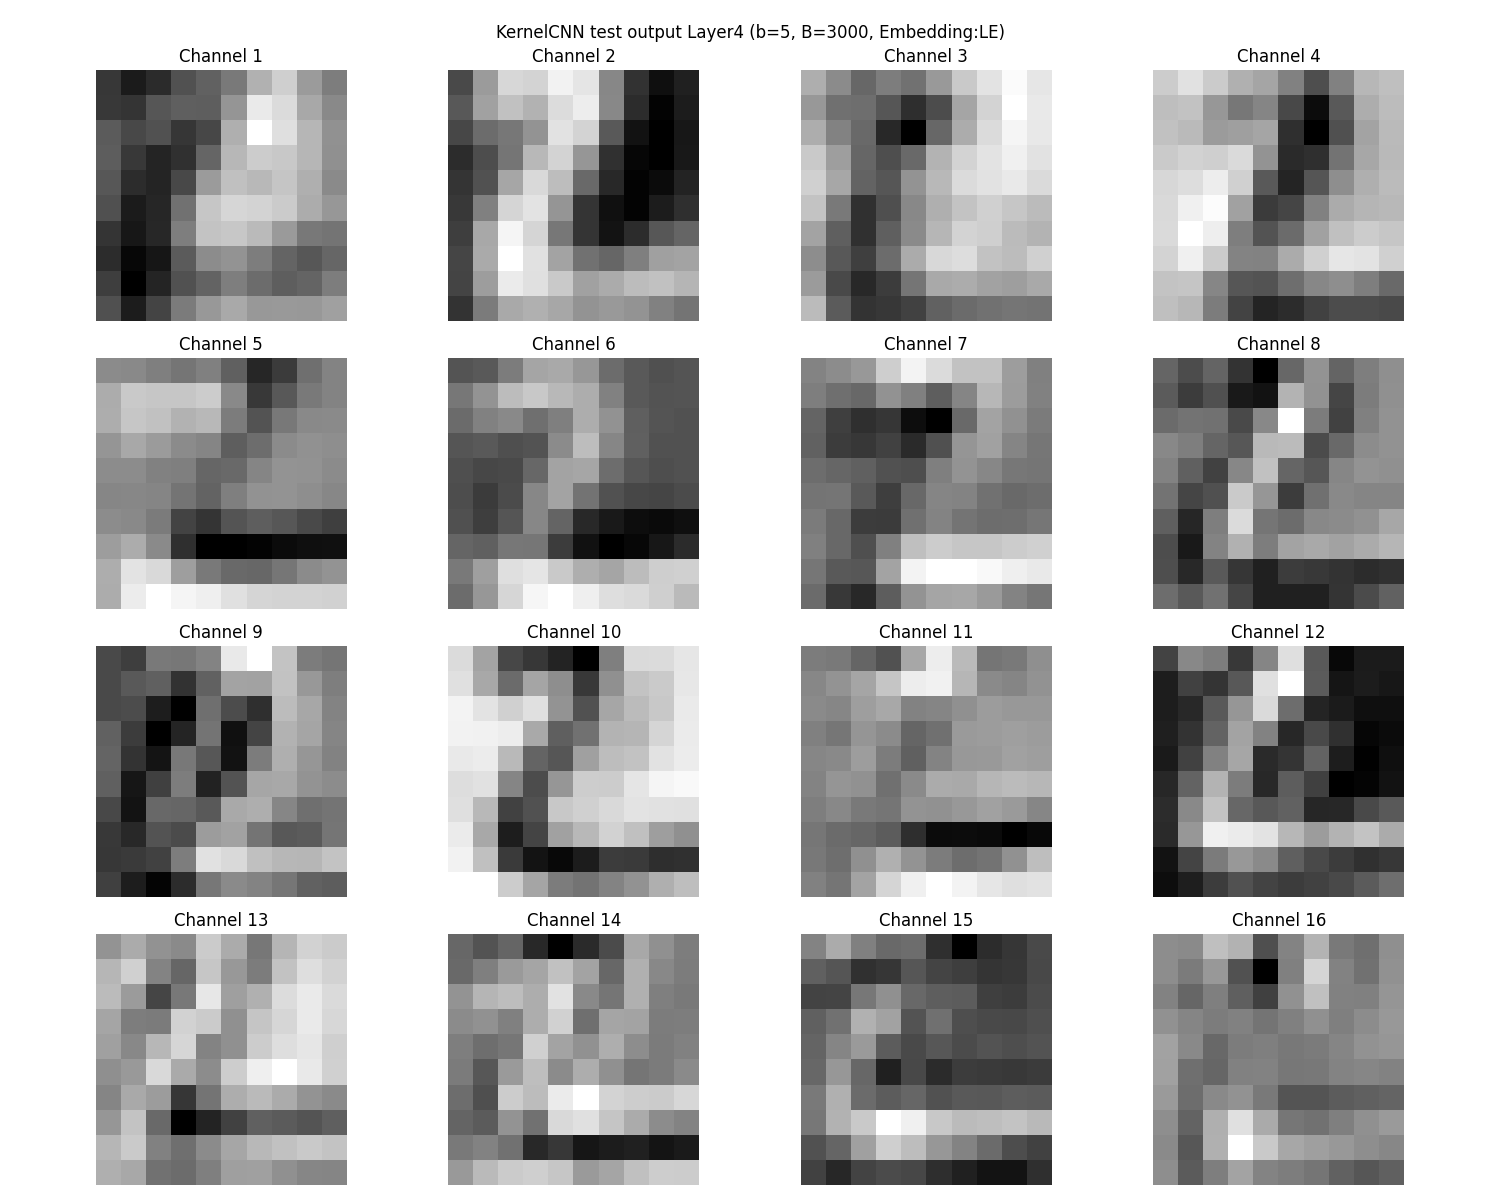 KernelCNN test output Layer4 (b=5, B=3000, Embedding:LE)
Channel 1 Channel 2 Channel 3 Channel 4
Channel 5 Channel 6 Channel 7 Channel 8
Channel 9 Channel 10 Channel 11 Channel 12
Channel 13 Channel 14 Channel 15 Channel 16